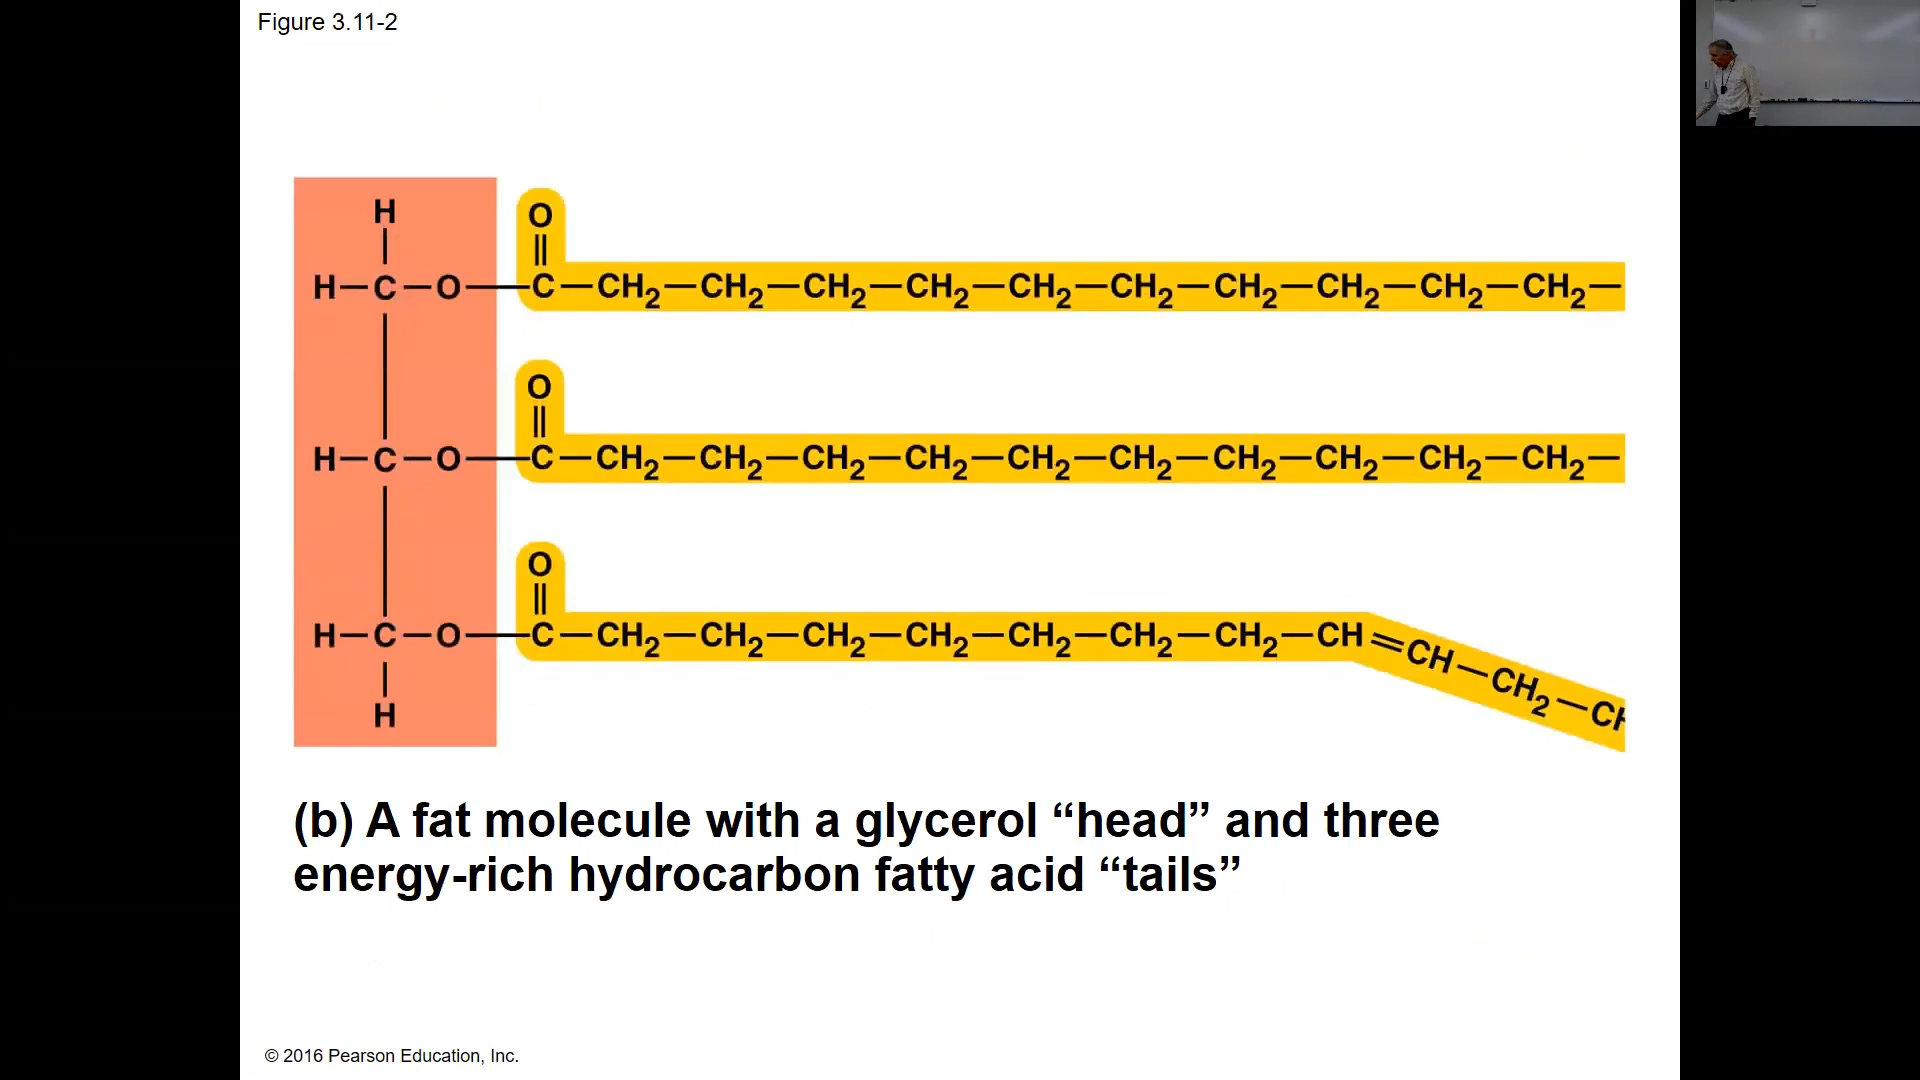 Figure 3.11-2
H O
H—C—O—C—CH2—CH2—CH2—CH2—CH2—CH2—CH2—CH2—CH2—CH2—
O
H—C—O—C—CH2—CH2—CH2—CH2—CH2—CH2—CH2—CH2—CH2—CH2—
O
H—C—O—C—CH2—CH2—CH2—CH2—CH2—CH2—CH2—CH=CH—CH2—CH
H
(b) A fat molecule with a glycerol “head” and three
energy-rich hydrocarbon fatty acid “tails”
© 2016 Pearson Education, Inc.